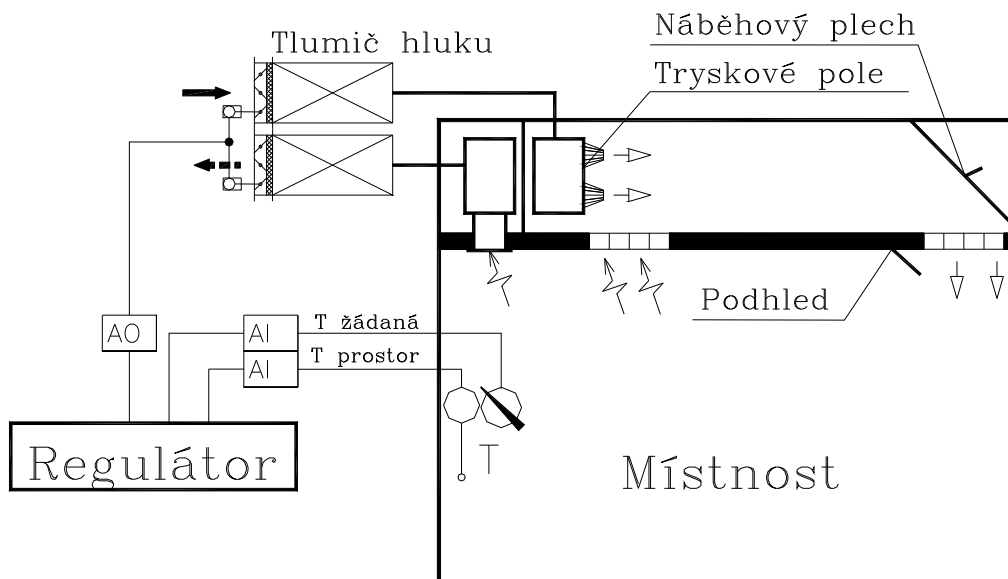 Náběhový plech
Tlumič hluku
Tryskové pole
Podhled
AO
AI
T žádaná
AI
T prostor
T
Regulátor
Místnost